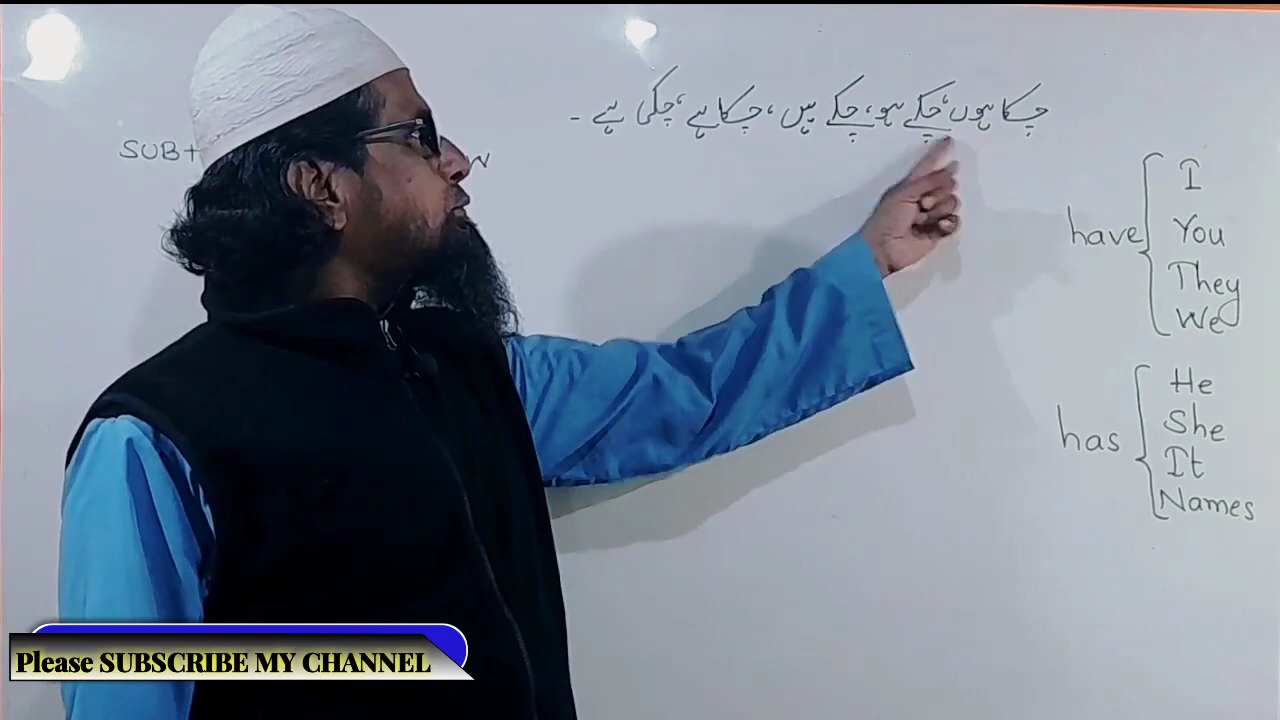 چکا ہوں، چکے ہو، چکے ہیں، چکا ہے، چکی ہے ۔
SUB+
have { I
You
They
We
has { He
She
It
Names
Please SUBSCRIBE MY CHANNEL